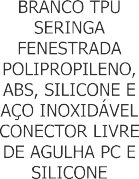 BRANCO TPU
SERINGA
FENESTRADA
POLIPROPILENO,
ABS, SILICONE E
AÇO INOXIDÁVEL
CONECTOR LIVRE
DE AGULHA PC E
SILICONE